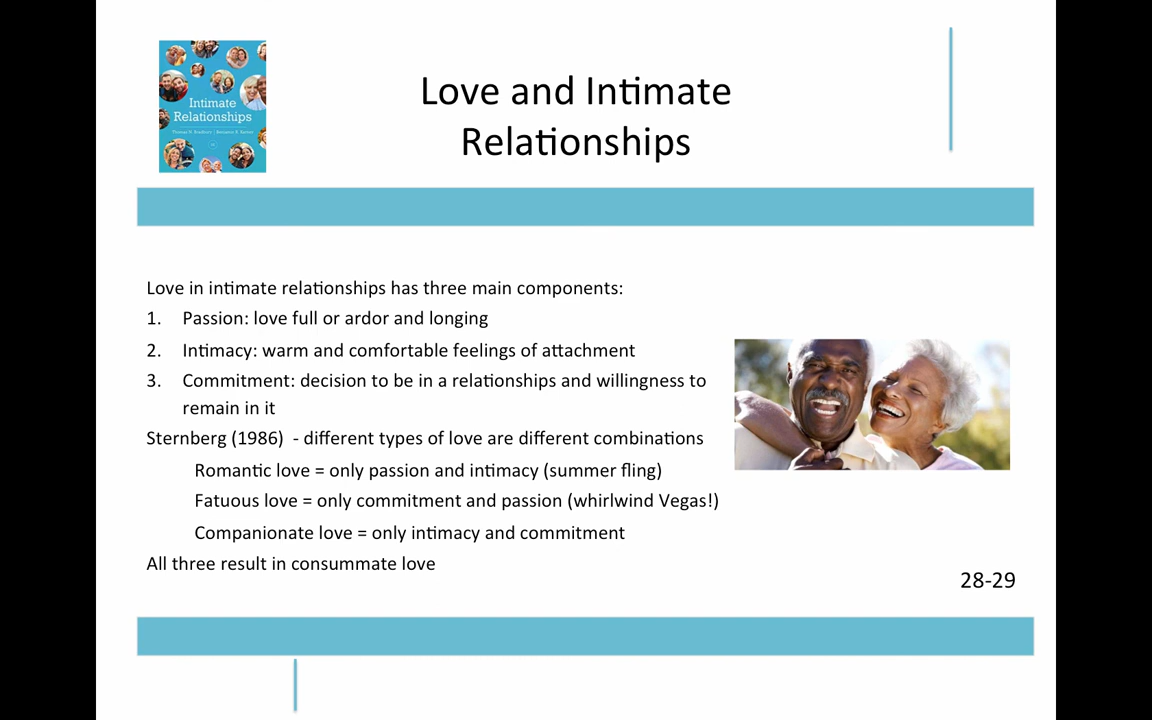 Intimate
Relationships
Love and Intimate
Relationships
Love in intimate relationships has three main components:
1. Passion: love full or ardor and longing
2. Intimacy: warm and comfortable feelings of attachment
3. Commitment: decision to be in a relationships and willingness to
remain in it
Sternberg (1986) - different types of love are different combinations
Romantic love = only passion and intimacy (summer fling)
Fatuous love = only commitment and passion (whirlwind Vegas!)
Companionate love = only intimacy and commitment
All three result in consummate love
28-29